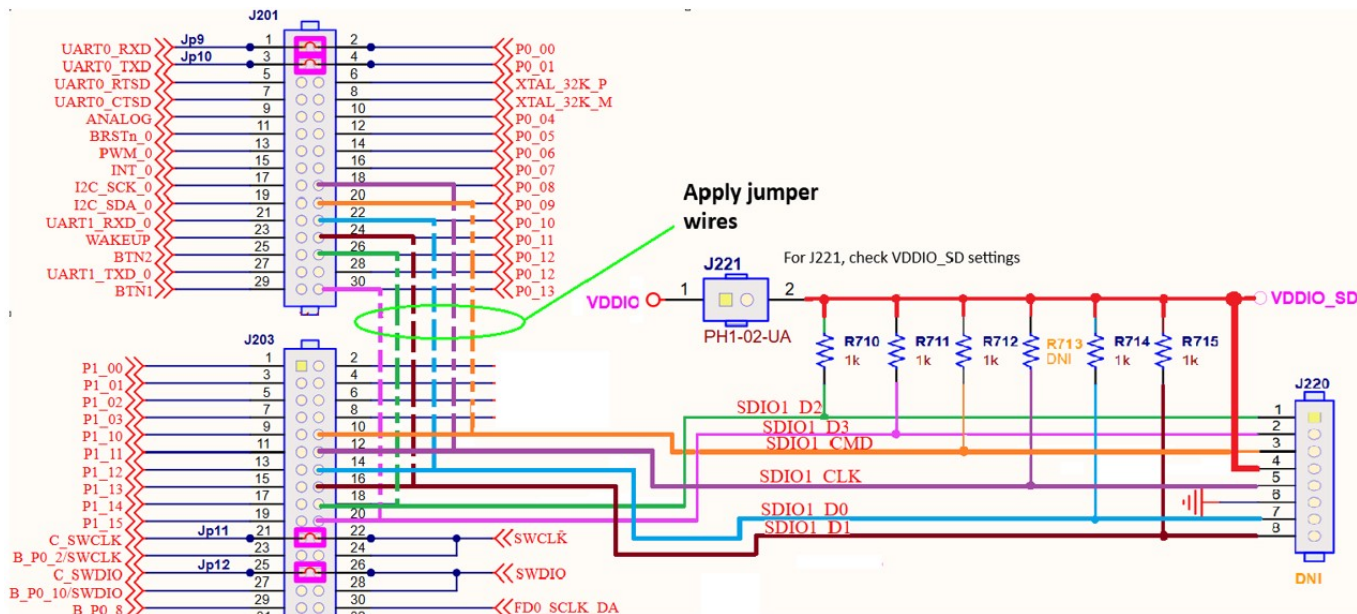 J201
UART0_RXD Jp9 1 2 P0_00
UART0_TXD Jp10 3 4 P0_01
UART0_RTSD 5 6 XTAL_32K_P
UART0_CTSD 7 8 XTAL_32K_M
ANALOG 9 10 P0_04
BRSTn_0 11 12 P0_05
PWM_0 13 14 P0_06
INT_0 15 16 P0_07
I2C_SCK_0 17 18 P0_08
I2C_SDA_0 19 20 P0_09
UART1_RXD_0 21 22 P0_10
WAKEUP 23 24 P0_11
BTN2 25 26 P0_12
UART1_TXD_0 27 28 P0_12
BTN1 29 30 P0_13
Apply jumper
wires
J221
For J221, check VDDIO_SD settings
VDDIO 1 2 VDDIO_SD
PH1-02-UA
R710 R711 R712 R713 R714 R715
1k 1k 1k DNI 1k 1k
J203
P1_00 1 2
P1_01 3 4
P1_02 5 6
P1_03 7 8
P1_10 9 10
P1_11 11 12
P1_12 13 14
P1_13 15 16
P1_14 17 18
P1_15 19 20
C_SWCLK Jp11 21 22 SWCLK
B_P0_2/SWCLK 23 24
C_SWDIO Jp12 25 26 SWDIO
B_P0_10/SWDIO 27 28
B_P0_8 29 30 FD0_SCLK_DA
J220
SDIO1_D2 1
SDIO1_D3 2
SDIO1_CMD 3
4
SDIO1_CLK 5
6
SDIO1_D0 7
SDIO1_D1 8
DNI